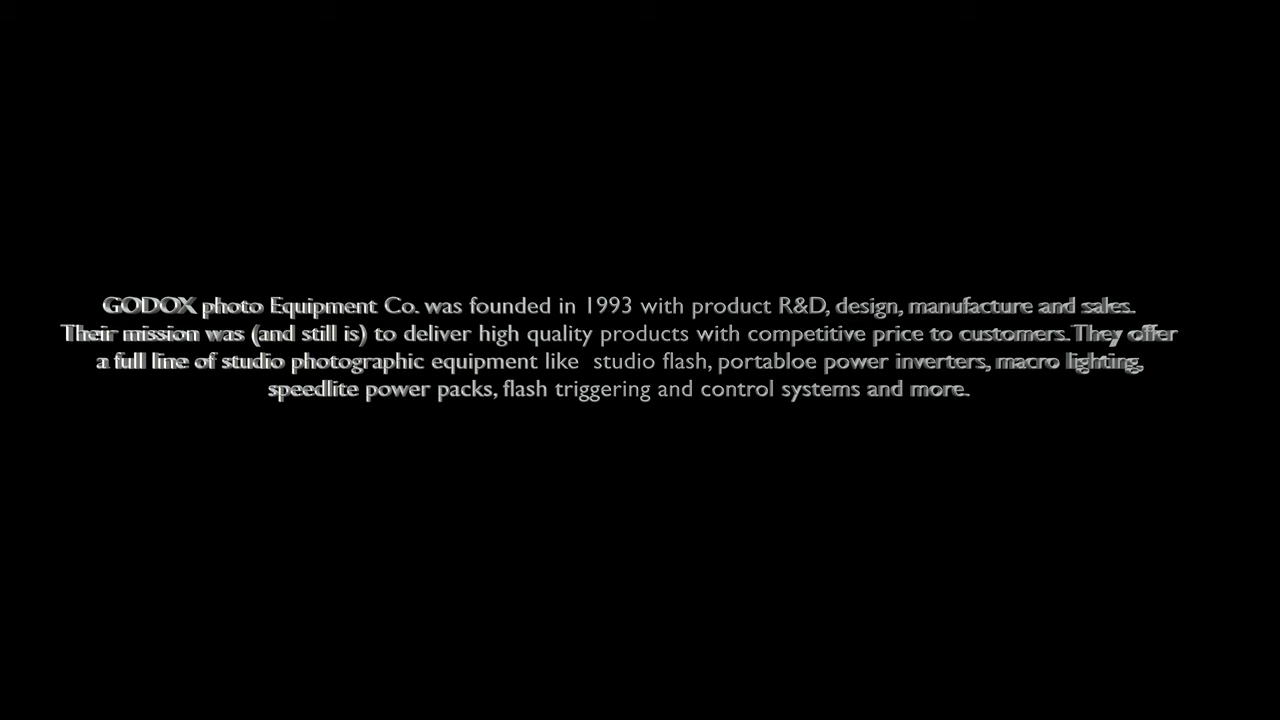 GODOX photo Equipment Co. was founded in 1993 with product R&D, design, manufacture and sales.
Their mission was (and still is) to deliver high quality products with competitive price to customers. They offer
a full line of studio photographic equipment like  studio flash, portabloe power inverters, macro lighting,
speedlite power packs, flash triggering and control systems and more.